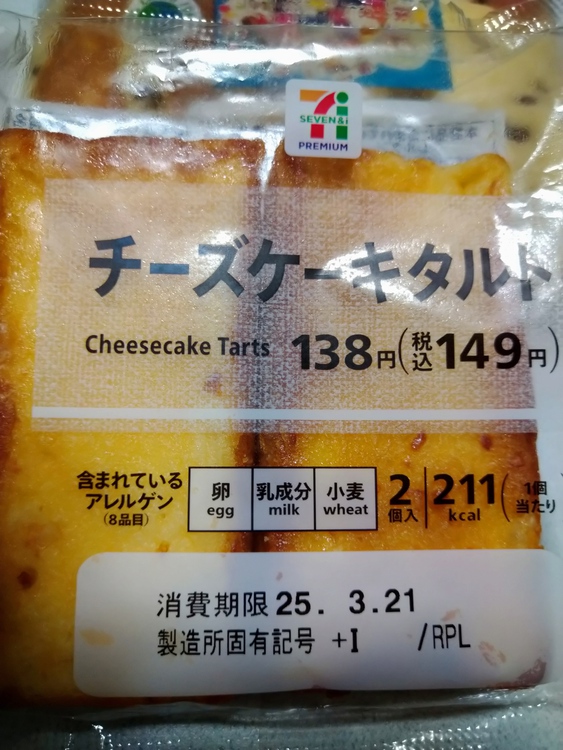 SEVEN&i
PREMIUM
チーズケーキタルト
Cheesecake Tarts 138円(税込149円)
含まれている
アレルゲン
(8品目)
卵 乳成分 小麦
egg milk wheat
2個入 211kcal(1個当たり
消費期限 25. 3.21
製造所固有記号 +I /RPL